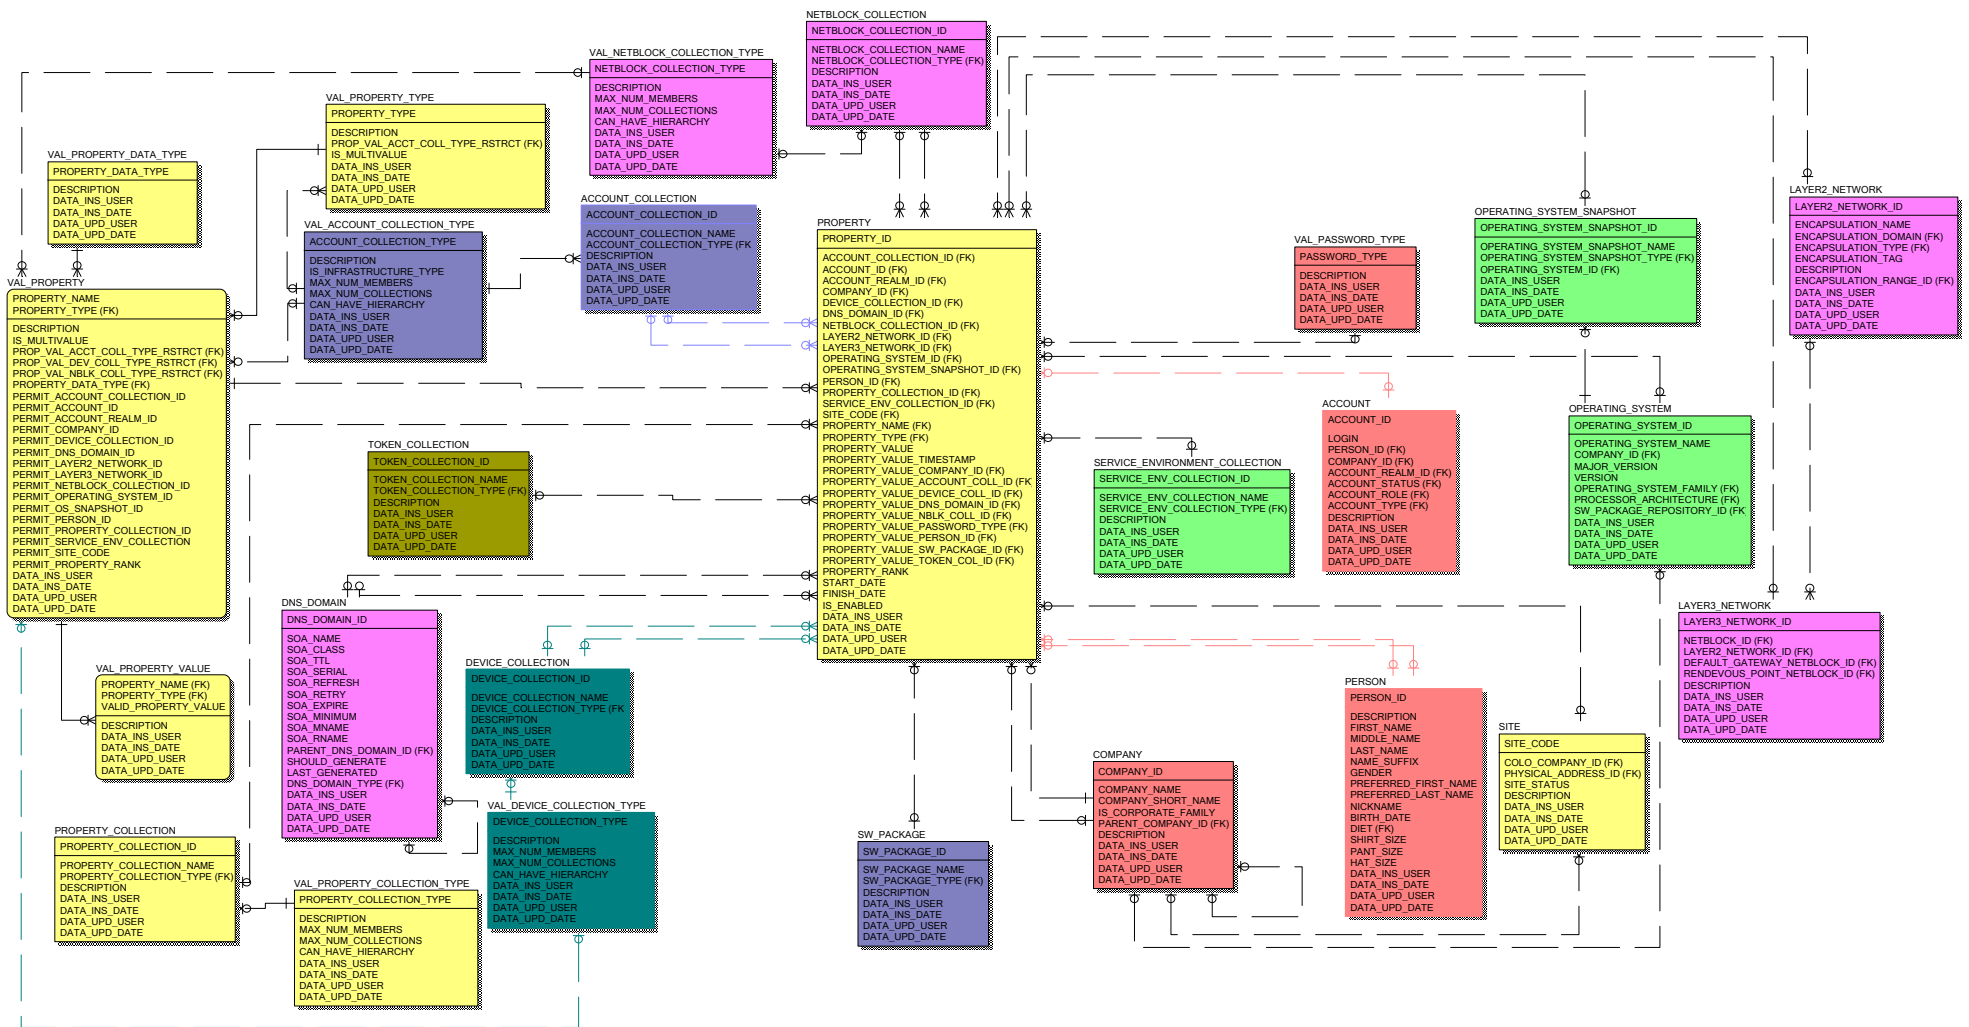 NETBLOCK_COLLECTION
NETBLOCK_COLLECTION_ID
NETBLOCK_COLLECTION_NAME
NETBLOCK_COLLECTION_TYPE (FK)
DESCRIPTION
DATA_INS_USER
DATA_INS_DATE
DATA_UPD_USER
DATA_UPD_DATE
VAL_NETBLOCK_COLLECTION_TYPE
NETBLOCK_COLLECTION_TYPE
DESCRIPTION
MAX_NUM_MEMBERS
MAX_NUM_COLLECTIONS
CAN_HAVE_HIERARCHY
DATA_INS_USER
DATA_INS_DATE
DATA_UPD_USER
DATA_UPD_DATE
VAL_PROPERTY_TYPE
PROPERTY_TYPE
DESCRIPTION
PROP_VAL_ACCT_COLL_TYPE_RSTRCT (FK)
IS_MULTIVALUE
DATA_INS_USER
DATA_INS_DATE
DATA_UPD_USER
DATA_UPD_DATE
VAL_PROPERTY_DATA_TYPE
PROPERTY_DATA_TYPE
DESCRIPTION
DATA_INS_USER
DATA_INS_DATE
DATA_UPD_USER
DATA_UPD_DATE
VAL_ACCOUNT_COLLECTION_TYPE
ACCOUNT_COLLECTION_TYPE
DESCRIPTION
IS_INFRASTRUCTURE_TYPE
MAX_NUM_MEMBERS
MAX_NUM_COLLECTIONS
CAN_HAVE_HIERARCHY
DATA_INS_USER
DATA_INS_DATE
DATA_UPD_USER
DATA_UPD_DATE
ACCOUNT_COLLECTION
ACCOUNT_COLLECTION_ID
ACCOUNT_COLLECTION_NAME
ACCOUNT_COLLECTION_TYPE (FK
DESCRIPTION
DATA_INS_USER
DATA_INS_DATE
DATA_UPD_USER
DATA_UPD_DATE
PROPERTY
PROPERTY_ID
ACCOUNT_COLLECTION_ID (FK)
ACCOUNT_ID (FK)
ACCOUNT_REALM_ID (FK)
COMPANY_ID (FK)
DEVICE_COLLECTION_ID (FK)
DNS_DOMAIN_ID (FK)
NETBLOCK_COLLECTION_ID (FK)
LAYER2_NETWORK_ID (FK)
LAYER3_NETWORK_ID (FK)
OPERATING_SYSTEM_ID (FK)
OPERATING_SYSTEM_SNAPSHOT_ID (FK)
PERSON_ID (FK)
PROPERTY_COLLECTION_ID (FK)
SERVICE_ENV_COLLECTION_ID (FK)
SITE_CODE (FK)
PROPERTY_NAME (FK)
PROPERTY_TYPE (FK)
PROPERTY_VALUE
PROPERTY_VALUE_TIMESTAMP
PROPERTY_VALUE_COMPANY_ID (FK)
PROPERTY_VALUE_ACCOUNT_COLL_ID (FK
PROPERTY_VALUE_DEVICE_COLL_ID (FK)
PROPERTY_VALUE_DNS_DOMAIN_ID (FK)
PROPERTY_VALUE_NBLK_COLL_ID (FK)
PROPERTY_VALUE_PASSWORD_TYPE (FK)
PROPERTY_VALUE_PERSON_ID (FK)
PROPERTY_VALUE_SW_PACKAGE_ID (FK)
PROPERTY_VALUE_TOKEN_COL_ID (FK)
PROPERTY_RANK
START_DATE
FINISH_DATE
IS_ENABLED
DATA_INS_USER
DATA_INS_DATE
DATA_UPD_USER
DATA_UPD_DATE
VAL_PASSWORD_TYPE
PASSWORD_TYPE
DESCRIPTION
DATA_INS_USER
DATA_INS_DATE
DATA_UPD_USER
DATA_UPD_DATE
OPERATING_SYSTEM_SNAPSHOT
OPERATING_SYSTEM_SNAPSHOT_ID
OPERATING_SYSTEM_SNAPSHOT_NAME
OPERATING_SYSTEM_SNAPSHOT_TYPE (FK)
OPERATING_SYSTEM_ID (FK)
DATA_INS_USER
DATA_INS_DATE
DATA_UPD_USER
DATA_UPD_DATE
LAYER2_NETWORK
LAYER2_NETWORK_ID
ENCAPSULATION_NAME
ENCAPSULATION_DOMAIN (FK)
ENCAPSULATION_TYPE (FK)
ENCAPSULATION_TAG
DESCRIPTION
ENCAPSULATION_RANGE_ID (FK)
DATA_INS_USER
DATA_INS_DATE
DATA_UPD_USER
DATA_UPD_DATE
VAL_PROPERTY
PROPERTY_NAME
PROPERTY_TYPE (FK)
DESCRIPTION
IS_MULTIVALUE
PROP_VAL_ACCT_COLL_TYPE_RSTRCT (FK)
PROP_VAL_DEV_COLL_TYPE_RSTRCT (FK)
PROP_VAL_NBLK_COLL_TYPE_RSTRCT (FK)
PROPERTY_DATA_TYPE (FK)
PERMIT_ACCOUNT_COLLECTION_ID
PERMIT_ACCOUNT_ID
PERMIT_ACCOUNT_REALM_ID
PERMIT_COMPANY_ID
PERMIT_DEVICE_COLLECTION_ID
PERMIT_DNS_DOMAIN_ID
PERMIT_LAYER2_NETWORK_ID
PERMIT_LAYER3_NETWORK_ID
PERMIT_NETBLOCK_COLLECTION_ID
PERMIT_OPERATING_SYSTEM_ID
PERMIT_OS_SNAPSHOT_ID
PERMIT_PERSON_ID
PERMIT_PROPERTY_COLLECTION_ID
PERMIT_SERVICE_ENV_COLLECTION
PERMIT_SITE_CODE
PERMIT_PROPERTY_RANK
DATA_INS_USER
DATA_INS_DATE
DATA_UPD_USER
DATA_UPD_DATE
TOKEN_COLLECTION
TOKEN_COLLECTION_ID
TOKEN_COLLECTION_NAME
TOKEN_COLLECTION_TYPE (FK)
DESCRIPTION
DATA_INS_USER
DATA_INS_DATE
DATA_UPD_USER
DATA_UPD_DATE
SERVICE_ENVIRONMENT_COLLECTION
SERVICE_ENV_COLLECTION_ID
SERVICE_ENV_COLLECTION_NAME
SERVICE_ENV_COLLECTION_TYPE (FK)
DESCRIPTION
DATA_INS_USER
DATA_INS_DATE
DATA_UPD_USER
DATA_UPD_DATE
ACCOUNT
ACCOUNT_ID
LOGIN
PERSON_ID (FK)
COMPANY_ID (FK)
ACCOUNT_REALM_ID (FK)
ACCOUNT_STATUS (FK)
ACCOUNT_ROLE (FK)
ACCOUNT_TYPE (FK)
DESCRIPTION
DATA_INS_USER
DATA_INS_DATE
DATA_UPD_USER
DATA_UPD_DATE
OPERATING_SYSTEM
OPERATING_SYSTEM_ID
OPERATING_SYSTEM_NAME
COMPANY_ID (FK)
MAJOR_VERSION
VERSION
OPERATING_SYSTEM_FAMILY (FK)
PROCESSOR_ARCHITECTURE (FK)
SW_PACKAGE_REPOSITORY_ID (FK
DATA_INS_USER
DATA_INS_DATE
DATA_UPD_USER
DATA_UPD_DATE
LAYER3_NETWORK
LAYER3_NETWORK_ID
NETBLOCK_ID (FK)
LAYER2_NETWORK_ID (FK)
DEFAULT_GATEWAY_NETBLOCK_ID (FK)
RENDEVOUS_POINT_NETBLOCK_ID (FK)
DESCRIPTION
DATA_INS_USER
DATA_INS_DATE
DATA_UPD_USER
DATA_UPD_DATE
DNS_DOMAIN
DNS_DOMAIN_ID
SOA_NAME
SOA_CLASS
SOA_TTL
SOA_SERIAL
SOA_REFRESH
SOA_RETRY
SOA_EXPIRE
SOA_MINIMUM
SOA_MNAME
SOA_RNAME
PARENT_DNS_DOMAIN_ID (FK)
SHOULD_GENERATE
LAST_GENERATED
DNS_DOMAIN_TYPE (FK)
DATA_INS_USER
DATA_INS_DATE
DATA_UPD_USER
DATA_UPD_DATE
VAL_PROPERTY_VALUE
PROPERTY_NAME (FK)
PROPERTY_TYPE (FK)
VALID_PROPERTY_VALUE
DESCRIPTION
DATA_INS_USER
DATA_INS_DATE
DATA_UPD_USER
DATA_UPD_DATE
DEVICE_COLLECTION
DEVICE_COLLECTION_ID
DEVICE_COLLECTION_NAME
DEVICE_COLLECTION_TYPE (FK
DESCRIPTION
DATA_INS_USER
DATA_INS_DATE
DATA_UPD_USER
DATA_UPD_DATE
PERSON
PERSON_ID
DESCRIPTION
FIRST_NAME
MIDDLE_NAME
LAST_NAME
NAME_SUFFIX
GENDER
PREFERRED_FIRST_NAME
PREFERRED_LAST_NAME
NICKNAME
BIRTH_DATE
DIET (FK)
SHIRT_SIZE
PANT_SIZE
HAT_SIZE
DATA_INS_USER
DATA_INS_DATE
DATA_UPD_USER
DATA_UPD_DATE
SITE
SITE_CODE
COLO_COMPANY_ID (FK)
PHYSICAL_ADDRESS_ID (FK)
SITE_STATUS
DESCRIPTION
DATA_INS_USER
DATA_INS_DATE
DATA_UPD_USER
DATA_UPD_DATE
COMPANY
COMPANY_ID
COMPANY_NAME
COMPANY_SHORT_NAME
IS_CORPORATE_FAMILY
PARENT_COMPANY_ID (FK)
DESCRIPTION
DATA_INS_USER
DATA_INS_DATE
DATA_UPD_USER
DATA_UPD_DATE
VAL_DEVICE_COLLECTION_TYPE
DEVICE_COLLECTION_TYPE
DESCRIPTION
MAX_NUM_MEMBERS
MAX_NUM_COLLECTIONS
CAN_HAVE_HIERARCHY
DATA_INS_USER
DATA_INS_DATE
DATA_UPD_USER
DATA_UPD_DATE
PROPERTY_COLLECTION
PROPERTY_COLLECTION_ID
PROPERTY_COLLECTION_NAME
PROPERTY_COLLECTION_TYPE (FK)
DESCRIPTION
DATA_INS_USER
DATA_INS_DATE
DATA_UPD_USER
DATA_UPD_DATE
SW_PACKAGE
SW_PACKAGE_ID
SW_PACKAGE_NAME
SW_PACKAGE_TYPE (FK)
DESCRIPTION
DATA_INS_USER
DATA_INS_DATE
DATA_UPD_USER
DATA_UPD_DATE
VAL_PROPERTY_COLLECTION_TYPE
PROPERTY_COLLECTION_TYPE
DESCRIPTION
MAX_NUM_MEMBERS
MAX_NUM_COLLECTIONS
CAN_HAVE_HIERARCHY
DATA_INS_USER
DATA_INS_DATE
DATA_UPD_USER
DATA_UPD_DATE